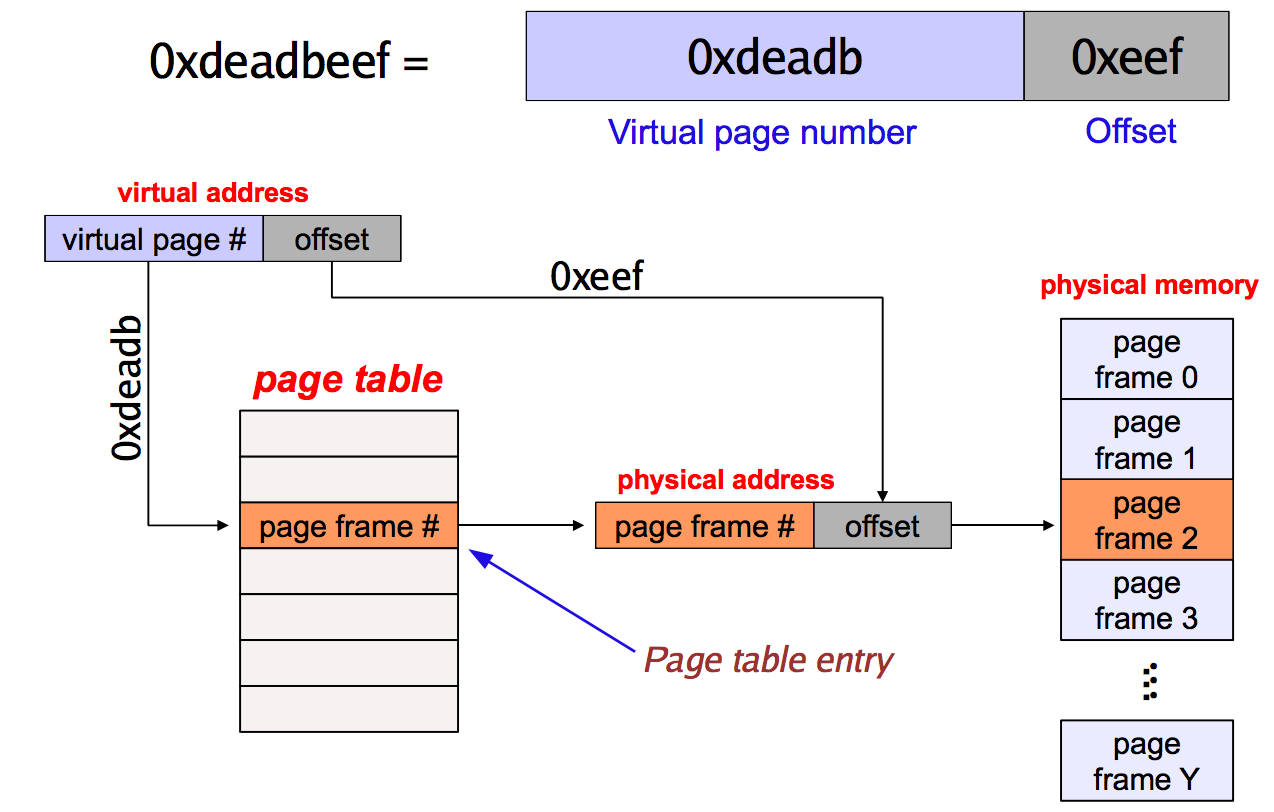 0xdeadbeef =
0xdeadb
0xeef
Virtual page number
Offset
virtual address
virtual page #
offset
0xeef
0xdeadb
page table
page frame #
physical address
page frame #
offset
Page table entry
physical memory
page
frame 0
page
frame 1
page
frame 2
page
frame 3
page
frame Y